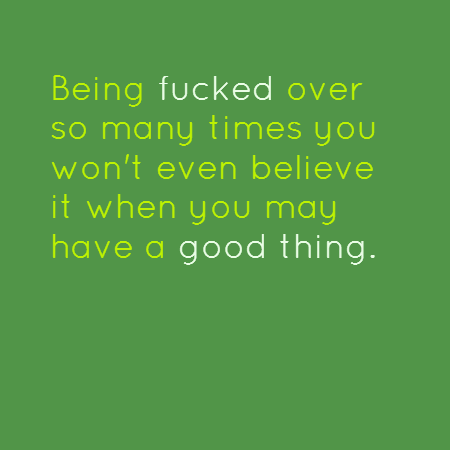 Being fucked over
so many times you
won't even believe
it when you may
have a good thing.